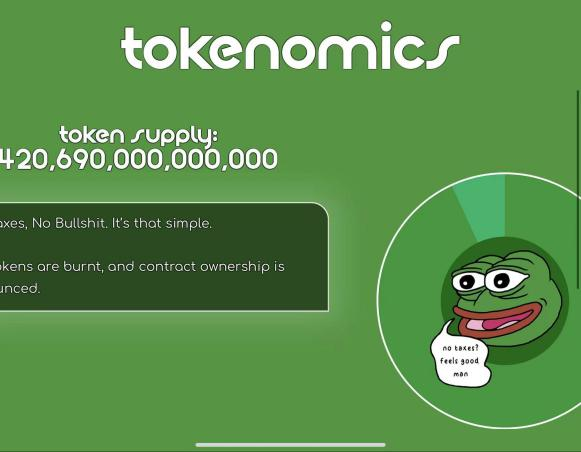 tokenomics
token supply:
420,690,000,000,000
axes, No Bullshit. It's that simple.
okens are burnt, and contract ownership is
unced.
no taxes?
feels good
man